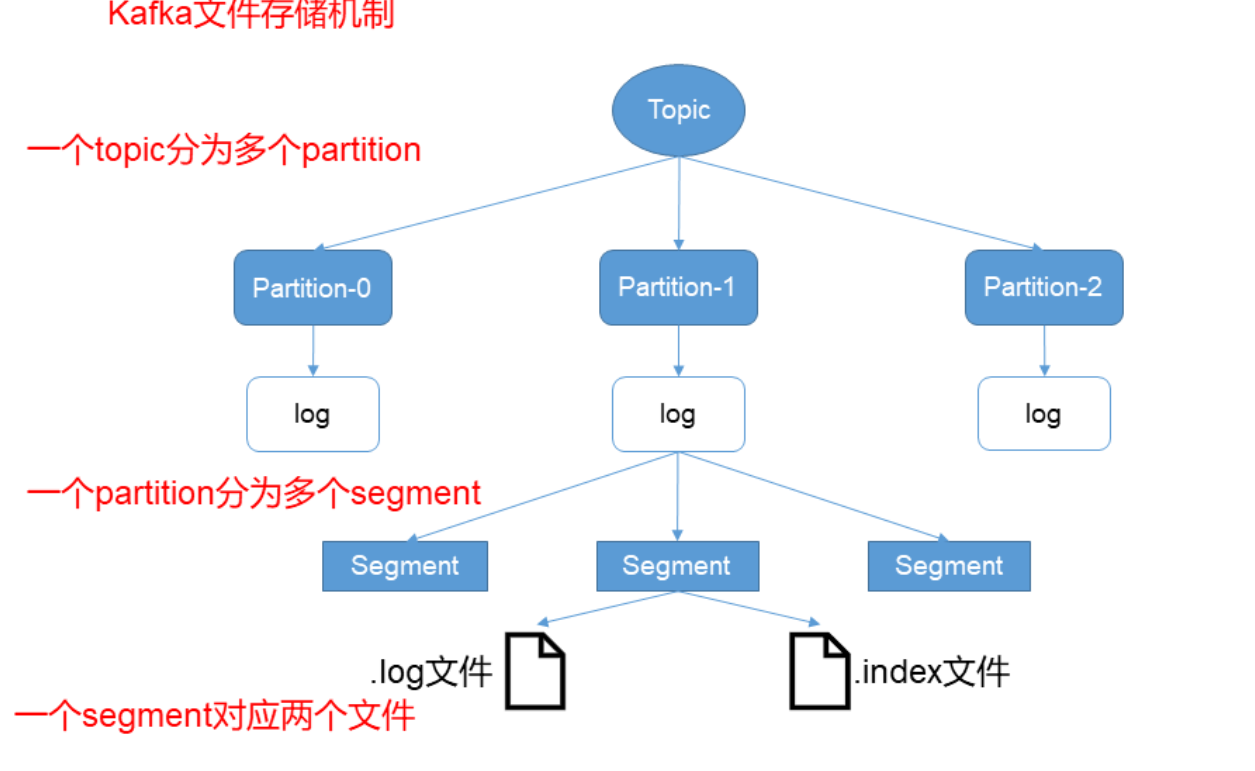 Kafka文件存储机制
Topic
一个topic分为多个partition
Partition-0
Partition-1
Partition-2
log
log
log
一个partition分为多个segment
Segment
Segment
Segment
.log文件
.index文件
一个segment对应两个文件